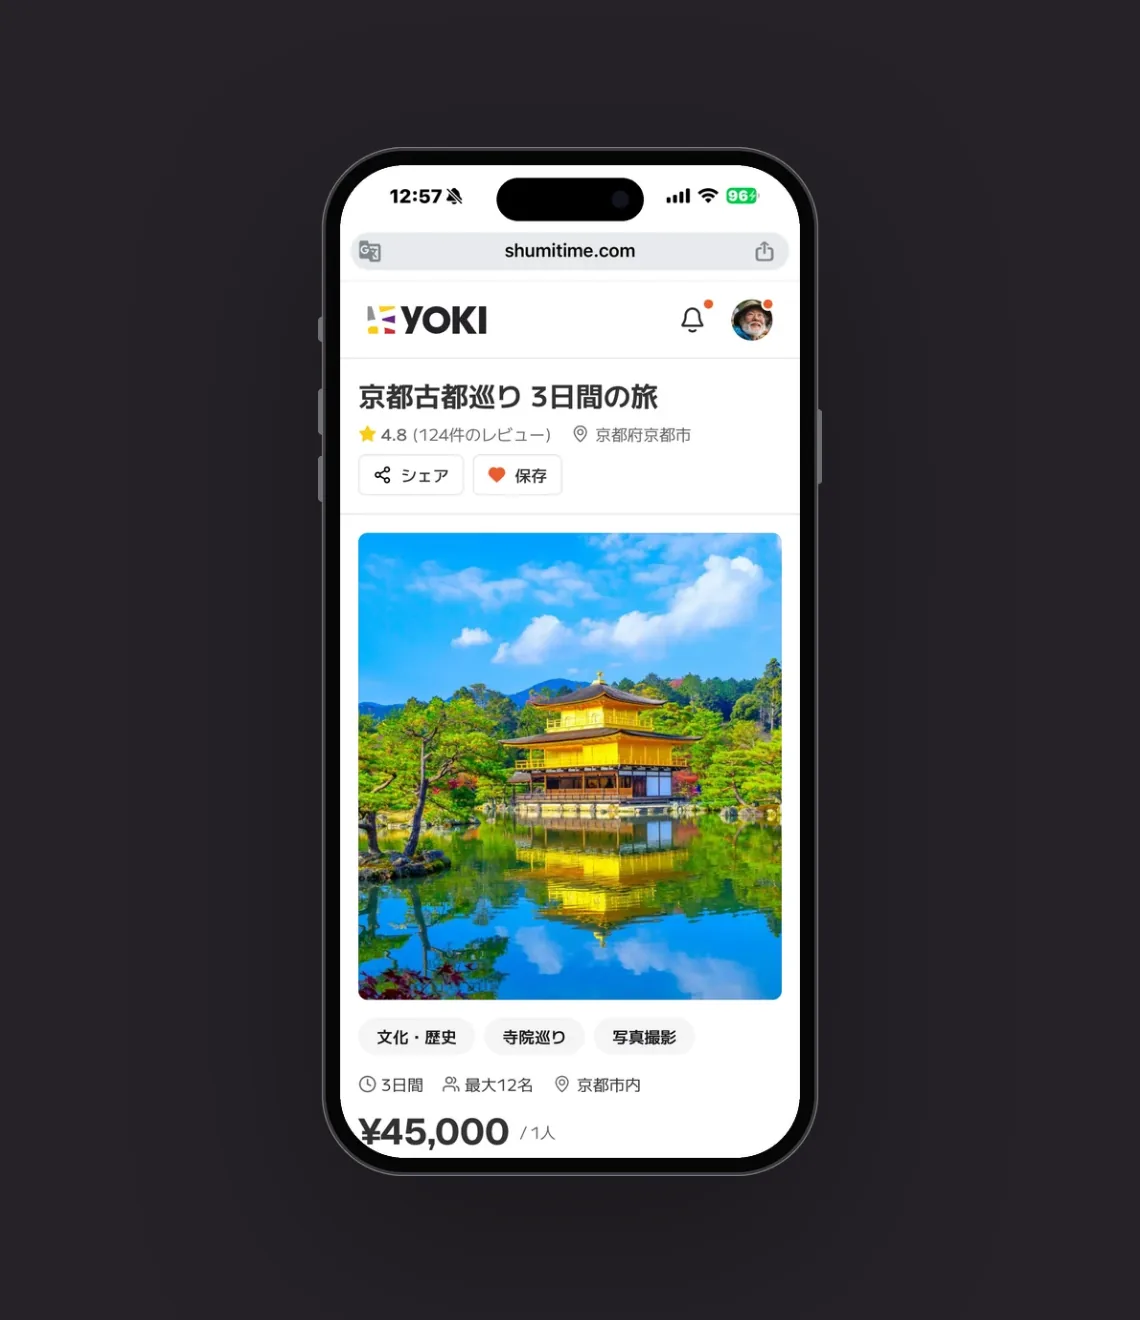 12:57 96
shumitime.com
YOKI
京都古都巡り 3日間の旅
4.8 (124件のレビュー) 京都府京都市
シェア 保存
文化・歴史 寺院巡り 写真撮影
3日間 最大12名 京都市内
¥45,000 / 1人